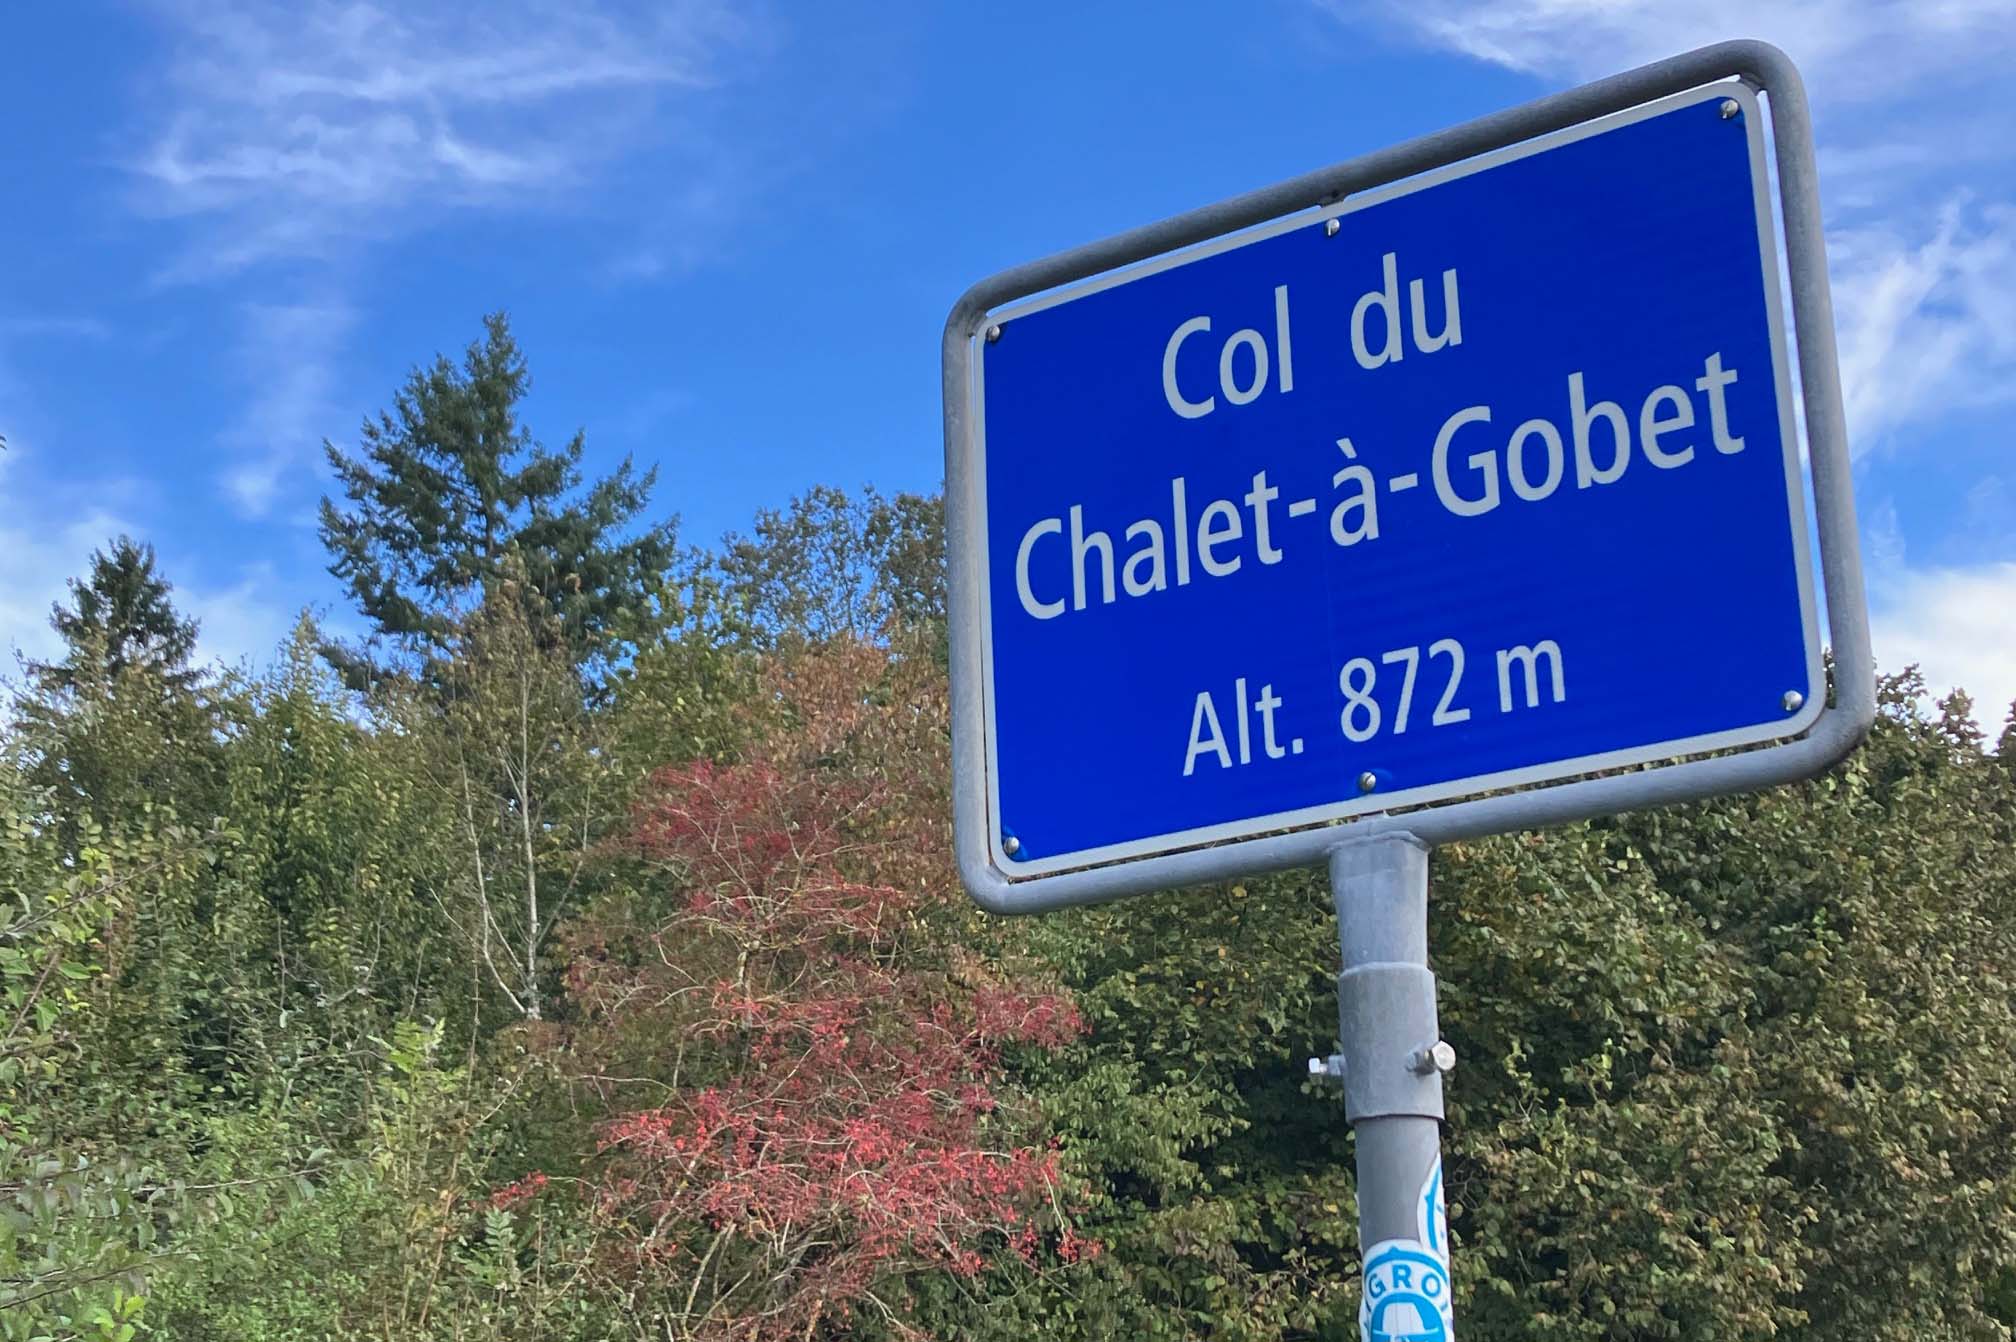 Col du
Chalet-à-Gobet
Alt. 872 m